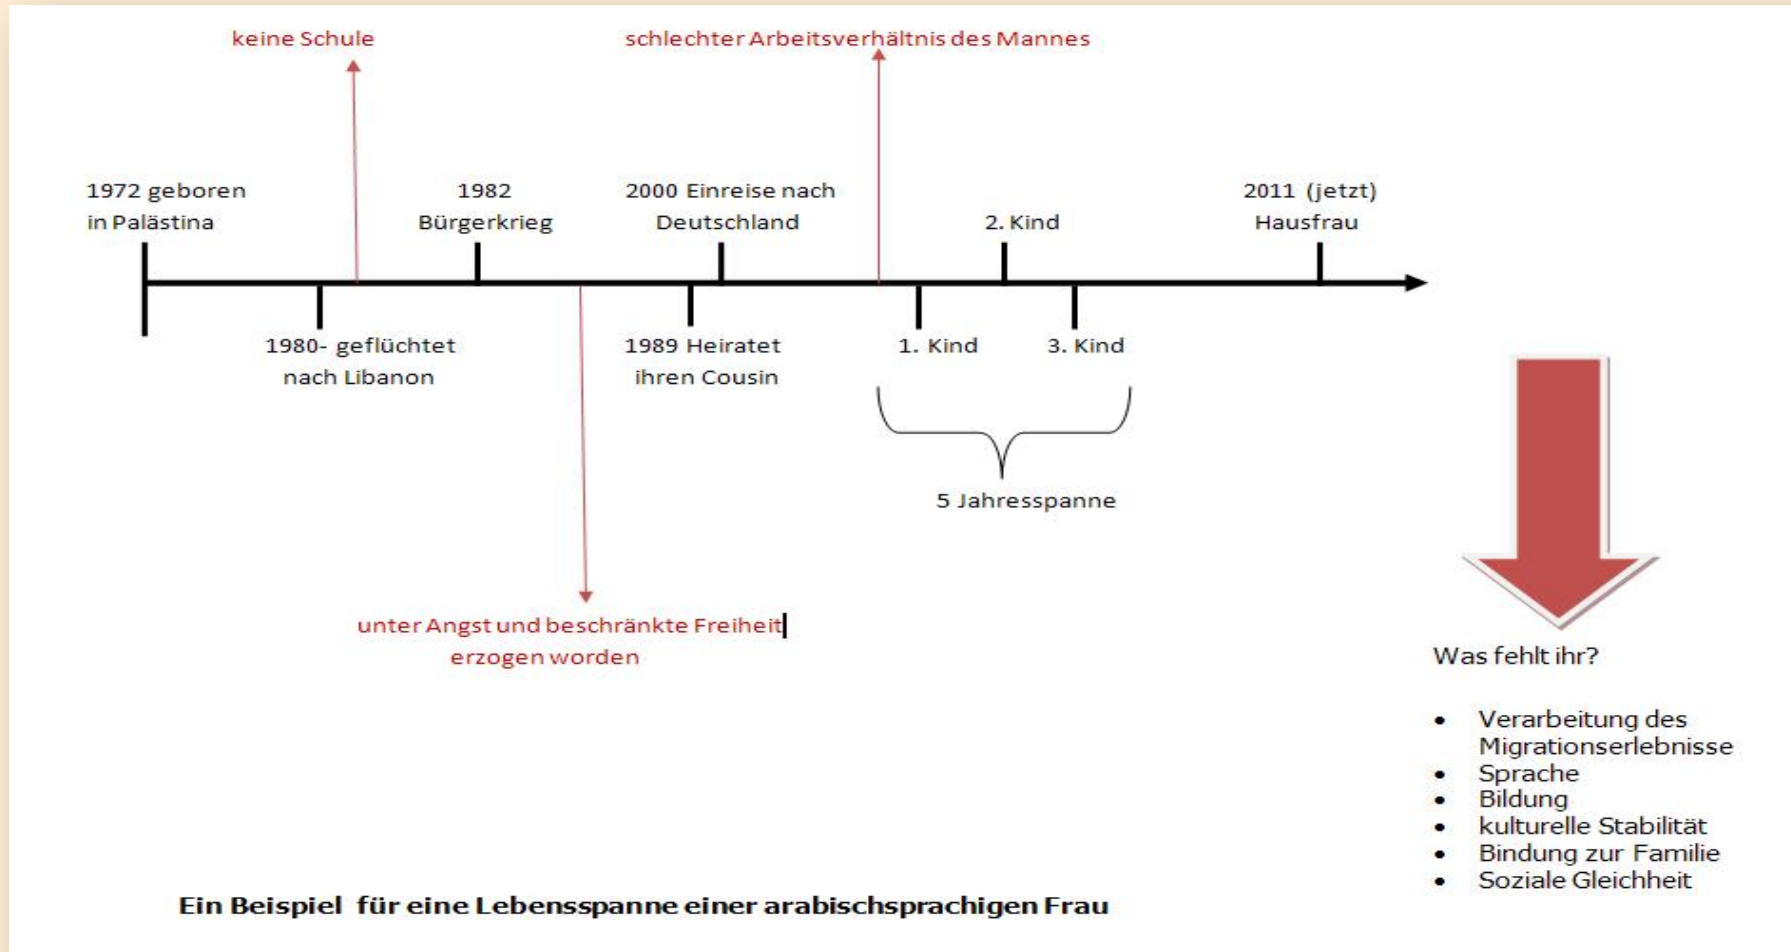 keine Schule
schlechter Arbeitsverhältnis des Mannes
1972 geboren
in Palästina
1982
Bürgerkrieg
2000 Einreise nach
Deutschland
2. Kind
2011 (jetzt)
Hausfrau
1980- geflüchtet
nach Libanon
1989 Heiratet
ihren Cousin
1. Kind
3. Kind
5 Jahresspanne
unter Angst und beschränkte Freiheit
erzogen worden
Was fehlt ihr?
• Verarbeitung des
Migrationserlebnisse
• Sprache
• Bildung
• kulturelle Stabilität
• Bindung zur Familie
• Soziale Gleichheit
Ein Beispiel für eine Lebensspanne einer arabischsprachigen Frau